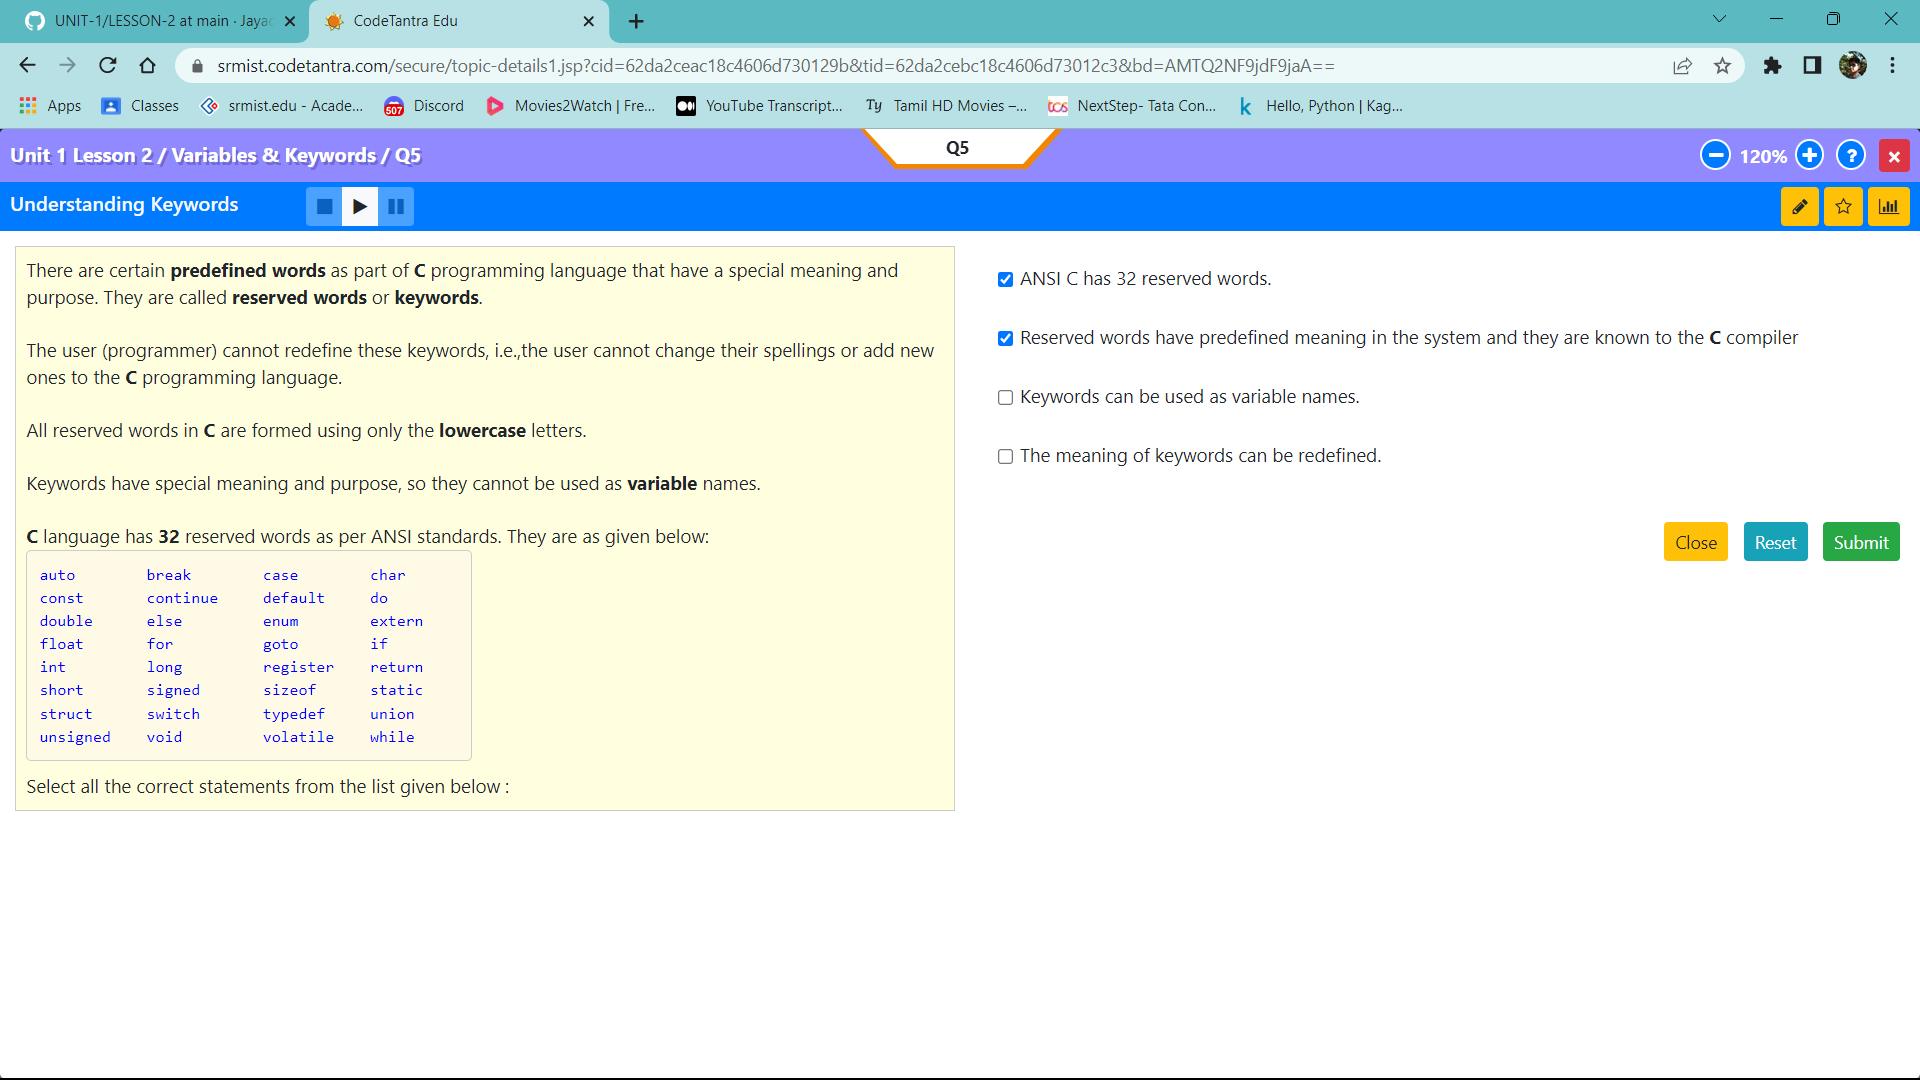 UNIT-1/LESSON-2 at main · Jayac
CodeTantra Edu
srmist.codetantra.com/secure/topic-details1.jsp?cid=62da2ceac18c4606d730129b&tid=62da2cebc18c4606d73012c3&bd=AMTQ2NF9jdF9jaA==
Apps Classes srmist.edu - Acade... 507 Discord Movies2Watch | Fre... YouTube Transcript... Ty Tamil HD Movies –... tcs NextStep- Tata Con... k Hello, Python | Kag...
Unit 1 Lesson 2 / Variables & Keywords / Q5
Q5
120%
?
Understanding Keywords
There are certain predefined words as part of C programming language that have a special meaning and
purpose. They are called reserved words or keywords.
The user (programmer) cannot redefine these keywords, i.e.,the user cannot change their spellings or add new
ones to the C programming language.
All reserved words in C are formed using only the lowercase letters.
Keywords have special meaning and purpose, so they cannot be used as variable names.
C language has 32 reserved words as per ANSI standards. They are as given below:
auto break case char
const continue default do
double else enum extern
float for goto if
int long register return
short signed sizeof static
struct switch typedef union
unsigned void volatile while
Select all the correct statements from the list given below :
ANSI C has 32 reserved words.
Reserved words have predefined meaning in the system and they are known to the C compiler
Keywords can be used as variable names.
The meaning of keywords can be redefined.
Close Reset Submit